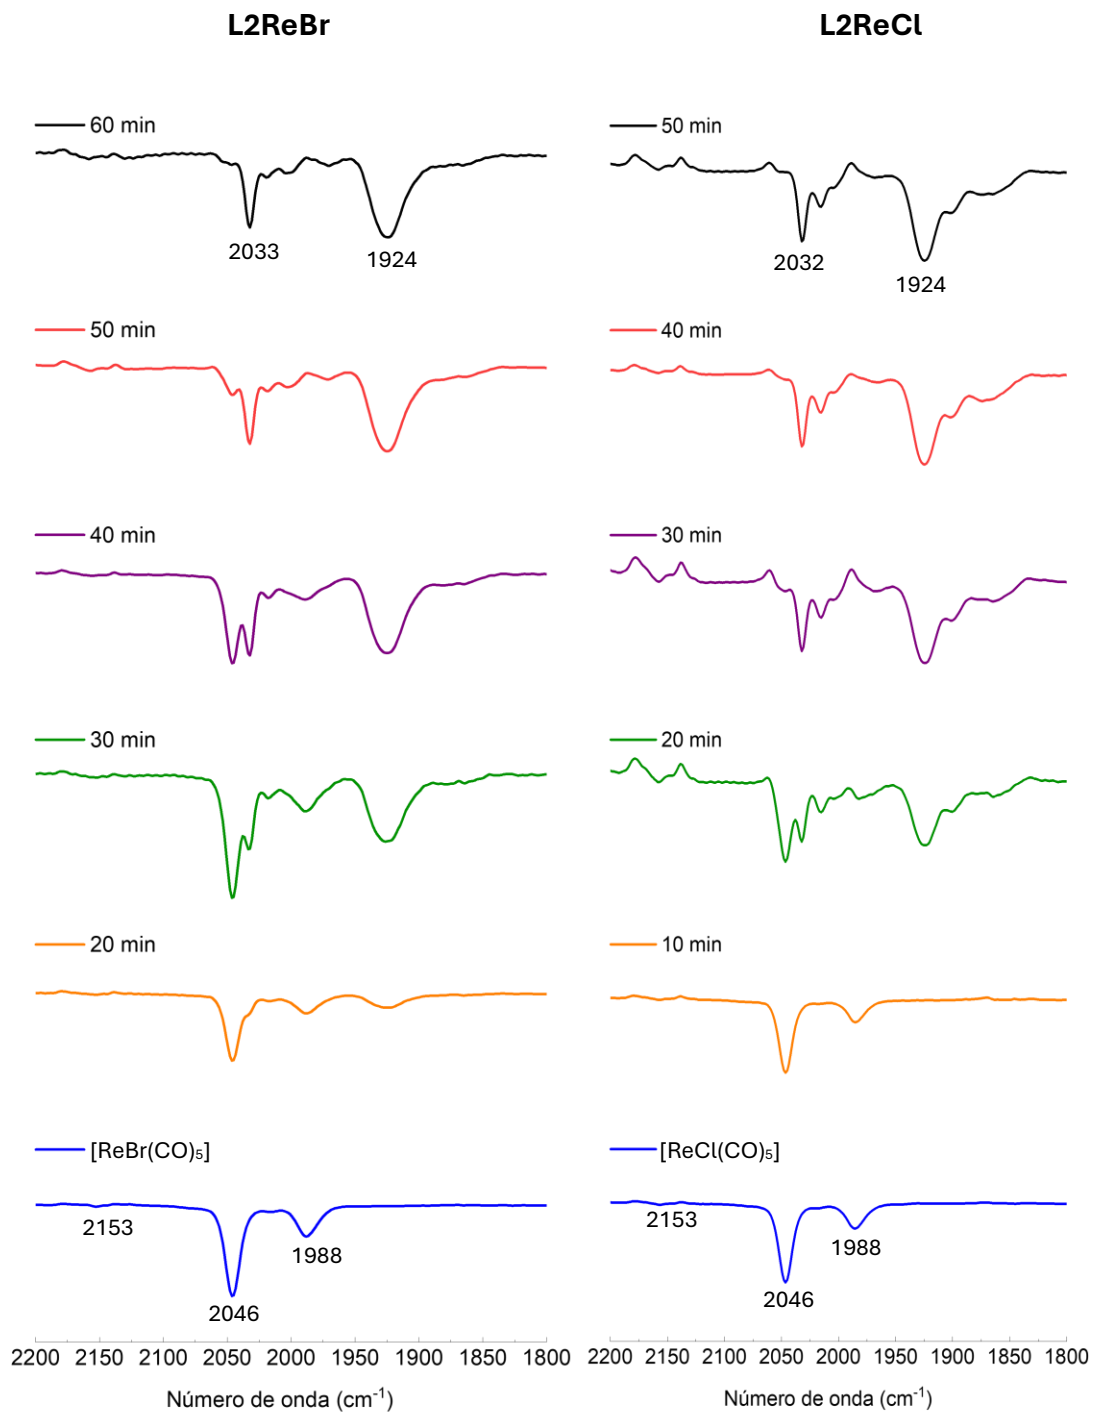 L2ReBr
60 min
2033
1924
50 min
40 min
30 min
20 min
[ReBr(CO)₅]
2153
1988
2046
2200 2150 2100 2050 2000 1950 1900 1850 1800
Número de onda (cm⁻¹)
L2ReCl
50 min
2032
1924
40 min
30 min
20 min
10 min
[ReCl(CO)₅]
2153
1988
2046
2200 2150 2100 2050 2000 1950 1900 1850 1800
Número de onda (cm⁻¹)